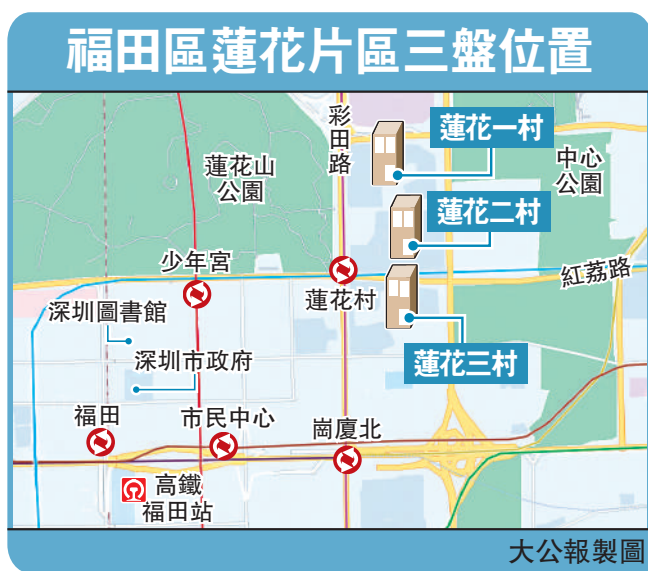 福田區蓮花片區三盤位置
彩
田
路
蓮花一村
蓮花山
公園
中心
公園
蓮花二村
少年宮
紅荔路
蓮花村
深圳圖書館
深圳市政府
蓮花三村
福田
市民中心
崗廈北
高鐵
福田站
大公報製圖